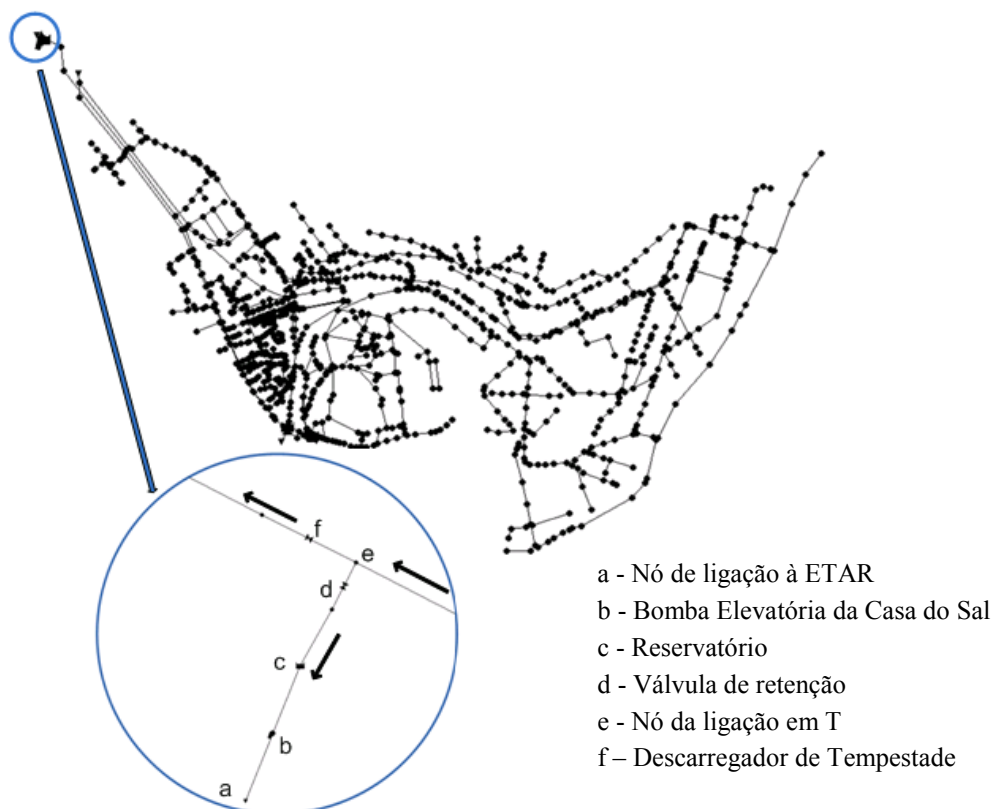 f
e
d
c
b
a
a - Nó de ligação à ETAR
b - Bomba Elevatória da Casa do Sal
c - Reservatório
d - Válvula de retenção
e - Nó da ligação em T
f – Descarregador de Tempestade